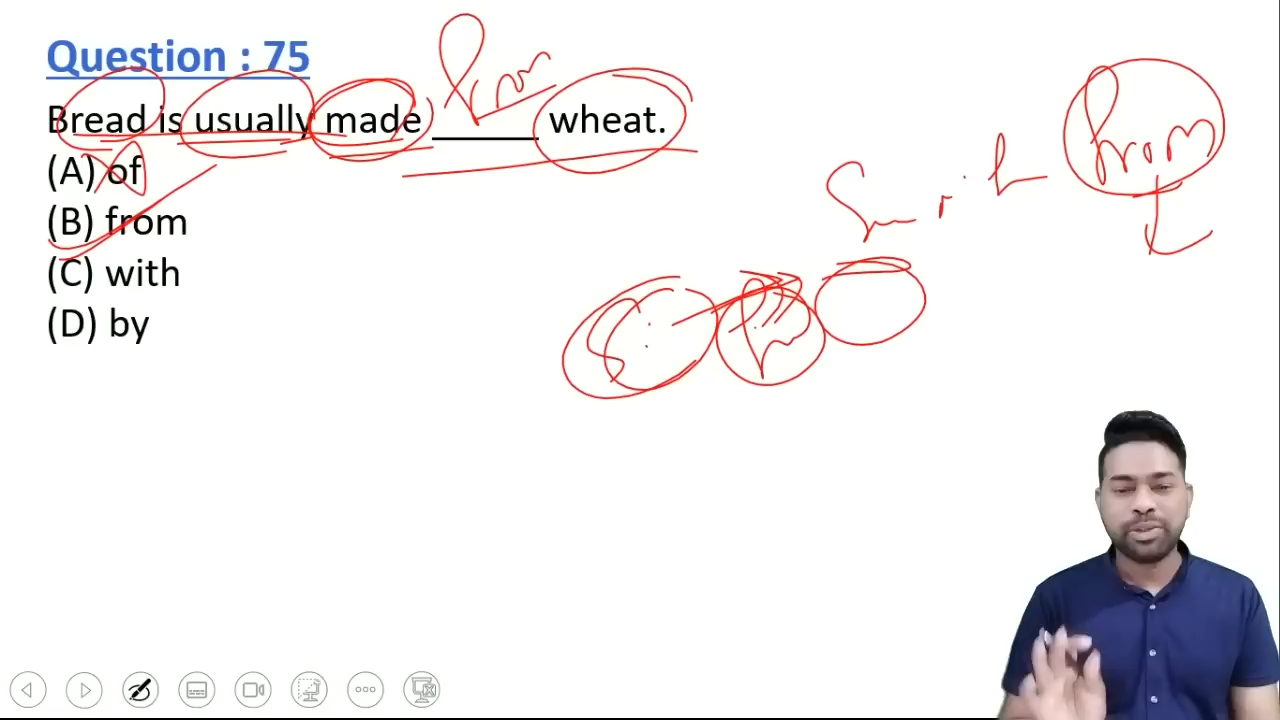 Question : 75
from
Bread is usually made ______ wheat.
(A) of
(B) from
(C) with
(D) by
from